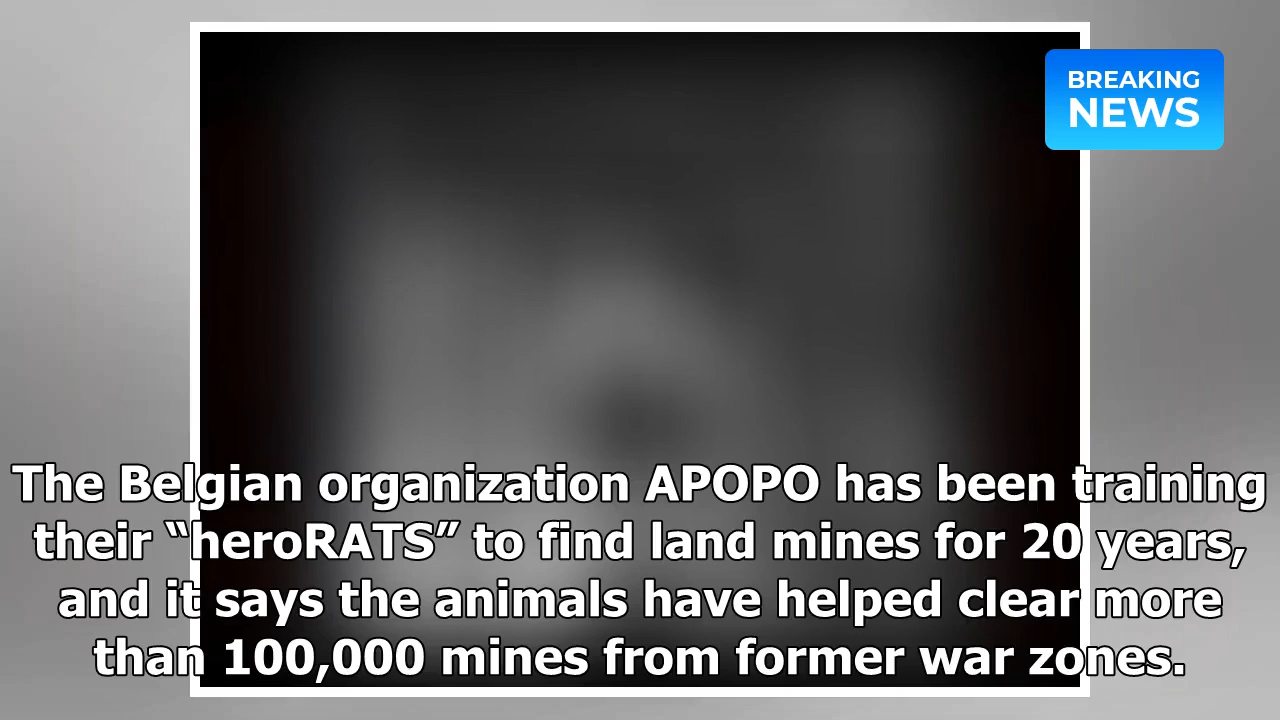 BREAKING
NEWS
The Belgian organization APOPO has been training
their “heroRATS” to find land mines for 20 years,
and it says the animals have helped clear more
than 100,000 mines from former war zones.